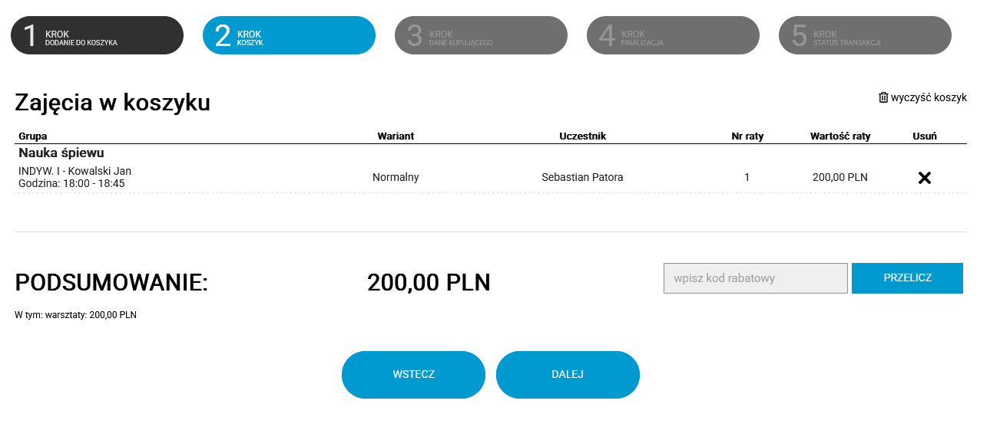 1 KROK
DODANIE DO KOSZYKA
2 KROK
KOSZYK
3 KROK
DANE KUPUJĄCEGO
4 KROK
FINALIZACJA
5 KROK
STATUS TRANSAKCJI
Zajęcia w koszyku
wyczyść koszyk
Grupa Wariant Uczestnik Nr raty Wartość raty Usuń
Nauka śpiewu
INDYW. I - Kowalski Jan
Godzina: 18:00 - 18:45
Normalny Sebastian Patora 1 200,00 PLN
PODSUMOWANIE: 200,00 PLN
wpisz kod rabatowy PRZELICZ
W tym: warsztaty: 200,00 PLN
WSTECZ DALEJ